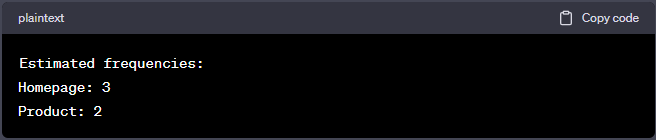 plaintext
Copy code
Estimated frequencies:
Homepage: 3
Product: 2